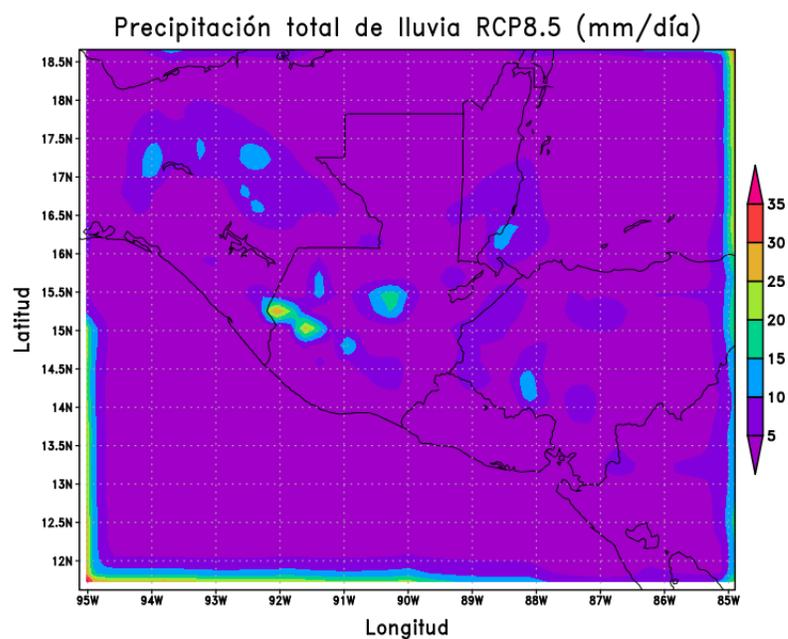 Precipitación total de lluvia RCP8.5 (mm/día)
18.5N
18N
17.5N
17N
16.5N
16N
15.5N
15N
14.5N
14N
13.5N
13N
12.5N
12N
Latitud
95W 94W 93W 92W 91W 90W 89W 88W 87W 86W 85W
Longitud
35
30
25
20
15
10
5